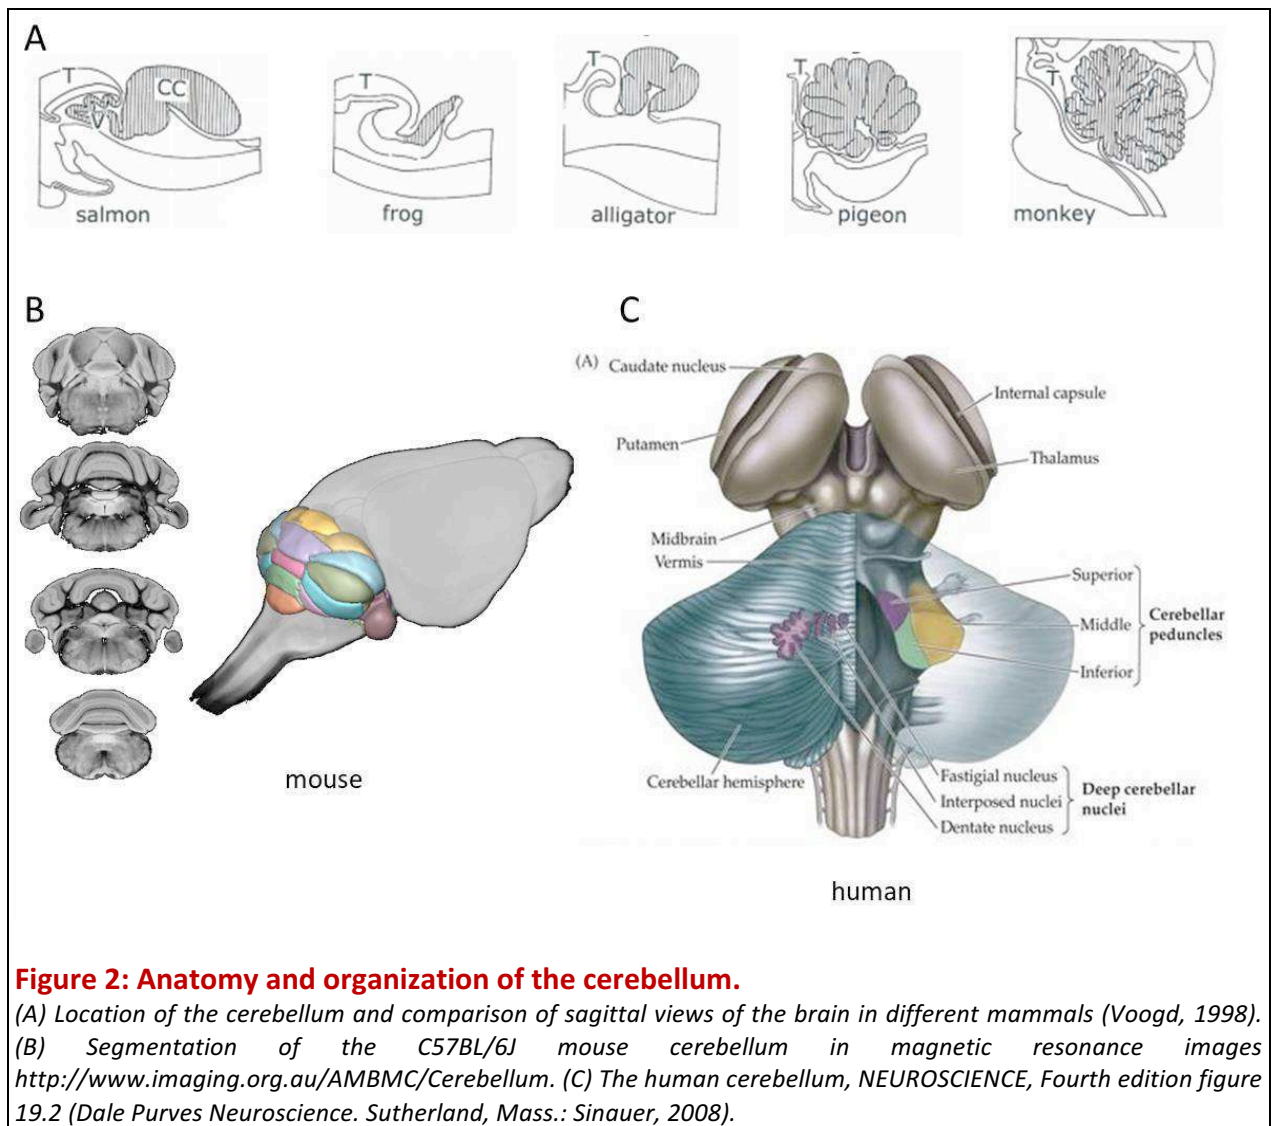 A
T
CC
V
salmon
T
frog
T
alligator
T
pigeon
T
monkey
B
mouse
C
(A)
Caudate nucleus
Putamen
Internal capsule
Thalamus
Midbrain
Vermis
Superior
Middle
Inferior
Cerebellar
peduncles
Cerebellar hemisphere
Fastigial nucleus
Interposed nuclei
Dentate nucleus
Deep cerebellar
nuclei
human
Figure 2: Anatomy and organization of the cerebellum.
(A) Location of the cerebellum and comparison of sagittal views of the brain in different mammals (Voogd, 1998).
(B) Segmentation of the C57BL/6J mouse cerebellum in magnetic resonance images
http://www.imaging.org.au/AMBMC/Cerebellum. (C) The human cerebellum, NEUROSCIENCE, Fourth edition figure
19.2 (Dale Purves Neuroscience. Sutherland, Mass.: Sinauer, 2008).